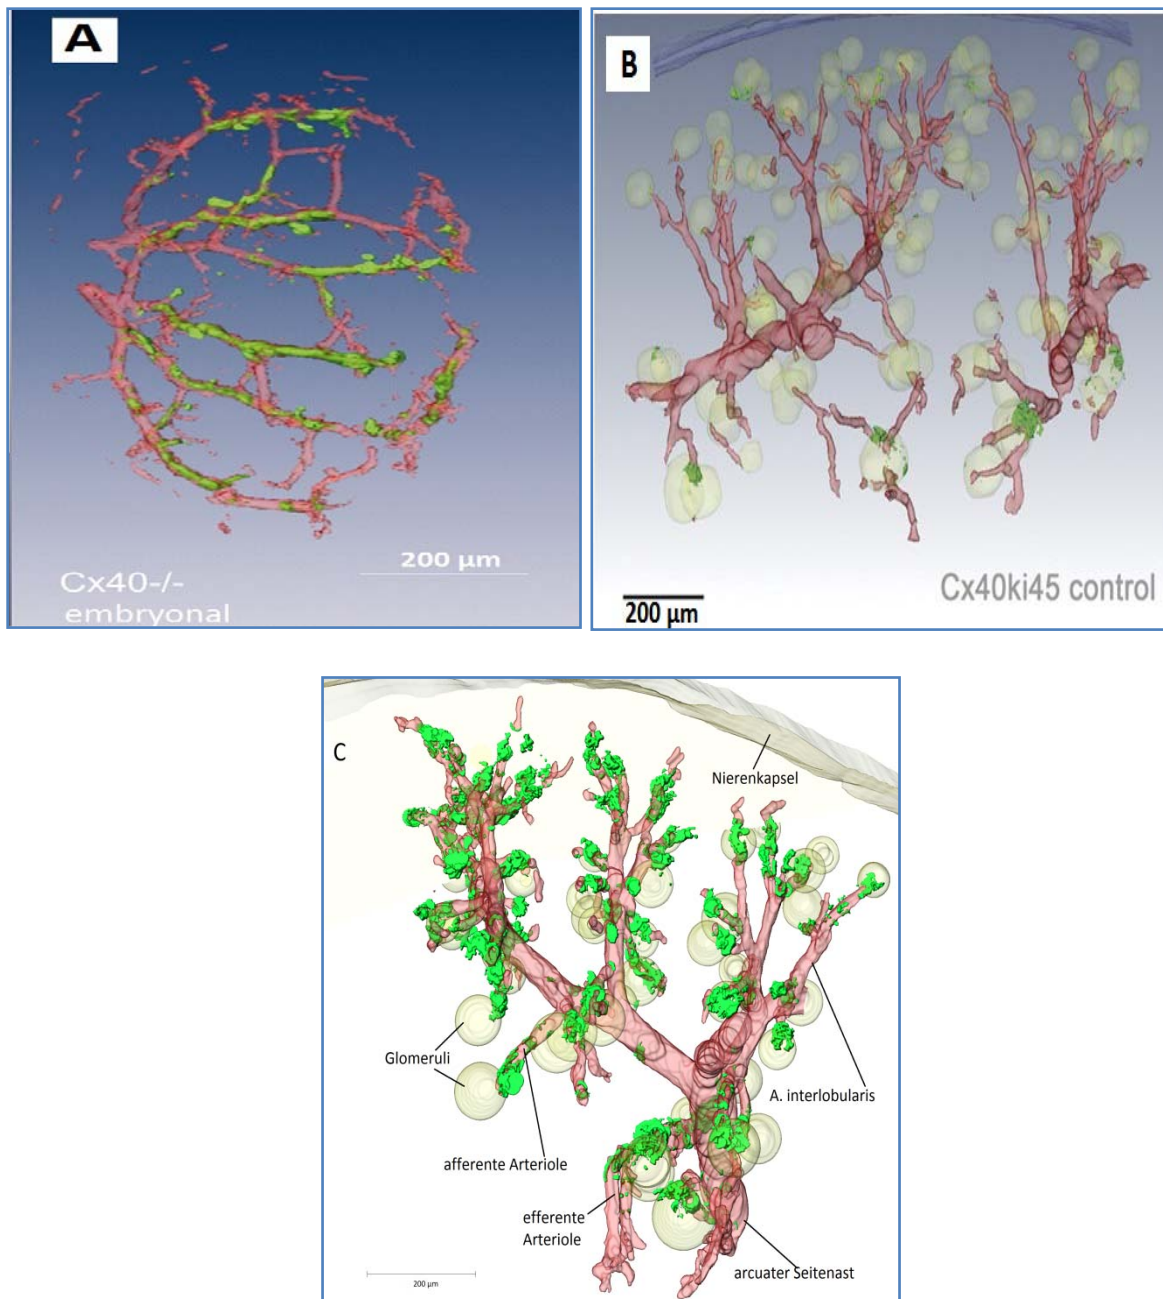 A
200 µm
Cx40-/-
embryonal
B
Cx40ki45 control
200 µm
C
Nierenkapsel
Glomeruli
A. interlobularis
afferente Arteriole
efferente
Arteriole
arcuater Seitenast
200 µm